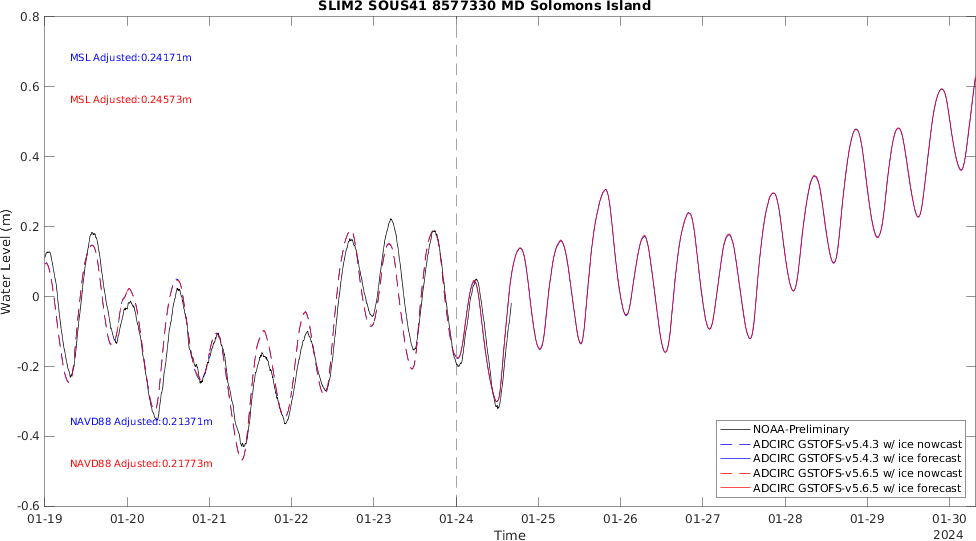 SLIM2 SOUS41 8577330 MD Solomons Island
0.8
0.6
0.4
0.2
0
-0.2
-0.4
-0.6
Water Level (m)
MSL Adjusted:0.24171m
MSL Adjusted:0.24573m
NAVD88 Adjusted:0.21371m
NAVD88 Adjusted:0.21773m
NOAA-Preliminary
ADCIRC GSTOFS-v5.4.3 w/ ice nowcast
ADCIRC GSTOFS-v5.4.3 w/ ice forecast
ADCIRC GSTOFS-v5.6.5 w/ ice nowcast
ADCIRC GSTOFS-v5.6.5 w/ ice forecast
01-19 01-20 01-21 01-22 01-23 01-24 01-25 01-26 01-27 01-28 01-29 01-30
Time
2024